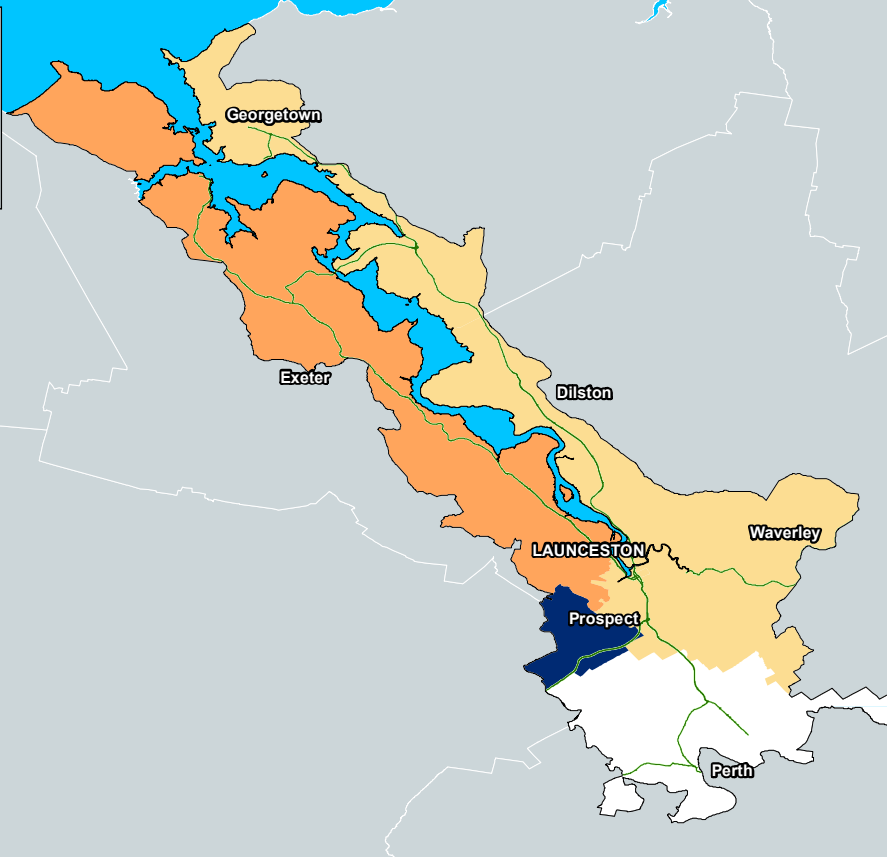 Georgetown
Exeter
Dilston
Waverley
LAUNCESTON
Prospect
Perth